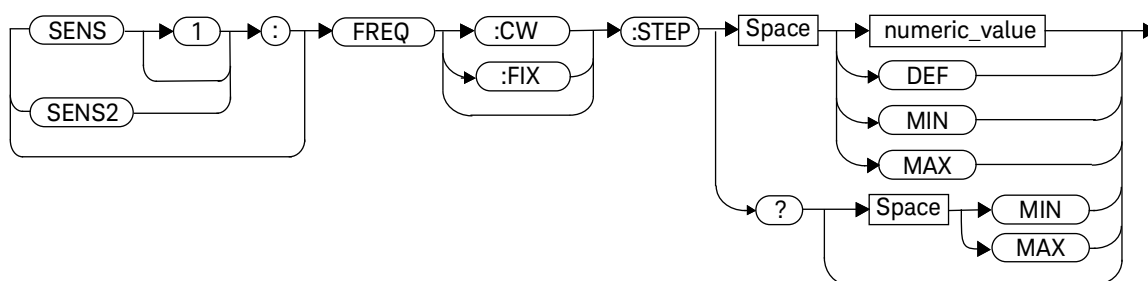 SENS 1 : FREQ :CW :STEP Space numeric_value
:FIX DEF
SENS2 MIN
MAX
? Space MIN
MAX